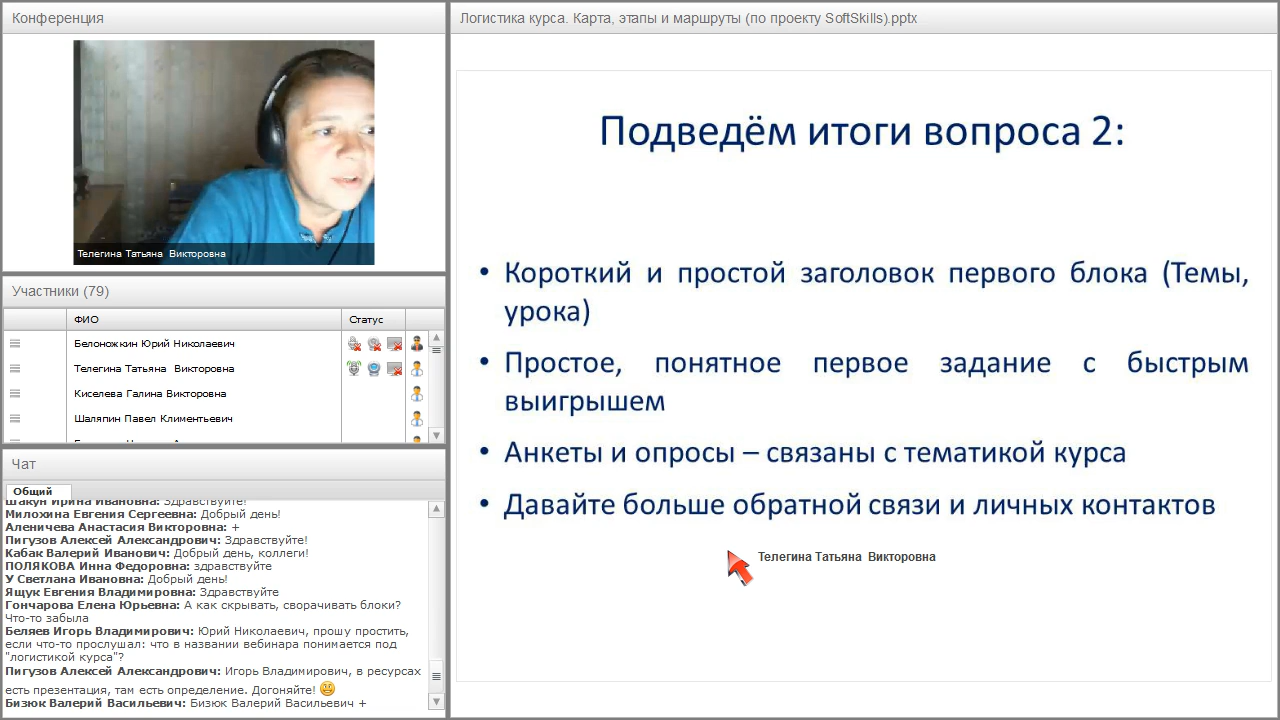 Конференция
Телегина Татьяна Викторовна
Участники (79)
ФИО Статус
Белоножкин Юрий Николаевич
Телегина Татьяна Викторовна
Киселева Галина Викторовна
Шаляпин Павел Климентьевич
Чат
Общий
Шакун Ирина Ивановна: Здравствуйте!
Милохина Евгения Сергеевна: Добрый день!
Аленичева Анастасия Викторовна: +
Пигузов Алексей Александрович: Здравствуйте!
Кабак Валерий Иванович: Добрый день, коллеги!
ПОЛЯКОВА Инна Федоровна: здравствуйте
У Светлана Ивановна: Добрый день!
Ящук Евгения Владимировна: Здравствуйте
Гончарова Елена Юрьевна: А как скрывать, сворачивать блоки?
Что-то забыла
Беляев Игорь Владимирович: Юрий Николаевич, прошу простить,
если что-то прослушал: что в названии вебинара понимается под
"логистикой курса"?
Пигузов Алексей Александрович: Игорь Владимирович, в ресурсах
есть презентация, там есть определение. Догоняйте!
Бизюк Валерий Васильевич: Бизюк Валерий Васильевич +
Логистика курса. Карта, этапы и маршруты (по проекту SoftSkills).pptx
Подведём итоги вопроса 2:
• Короткий и простой заголовок первого блока (Темы,
урока)
• Простое, понятное первое задание с быстрым
выигрышем
• Анкеты и опросы – связаны с тематикой курса
• Давайте больше обратной связи и личных контактов
Телегина Татьяна Викторовна